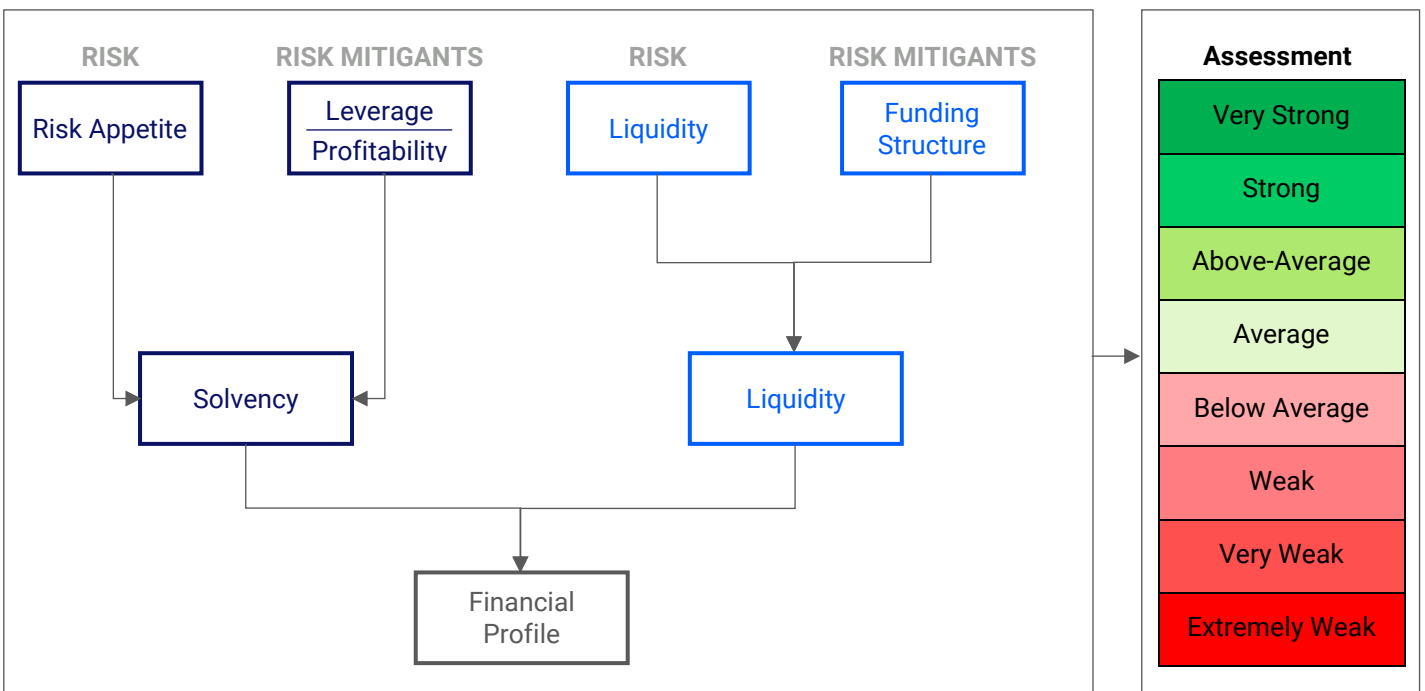 RISK
RISK MITIGANTS
RISK
RISK MITIGANTS
Assessment
Risk Appetite
Leverage
Profitability
Liquidity
Funding
Structure
Very Strong
Strong
Above-Average
Average
Solvency
Liquidity
Below Average
Weak
Very Weak
Financial
Profile
Extremely Weak